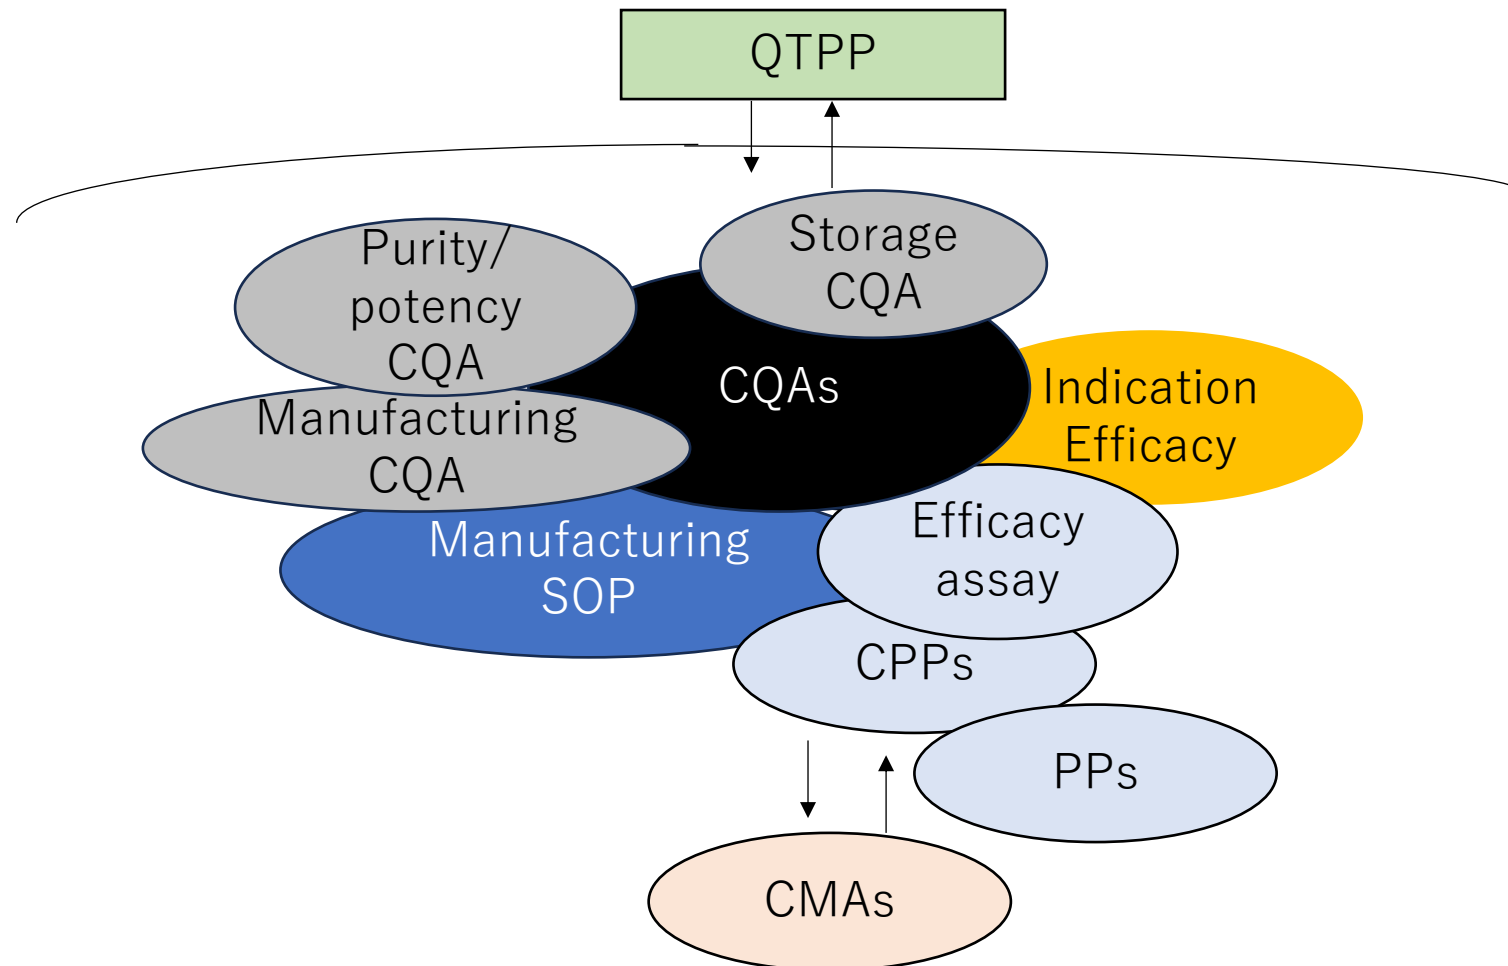 QTPP
Storage
CQA
Purity/
potency
CQA
CQAs
Indication
Efficacy
Manufacturing
CQA
Efficacy
assay
Manufacturing
SOP
CPPs
PPs
CMAs